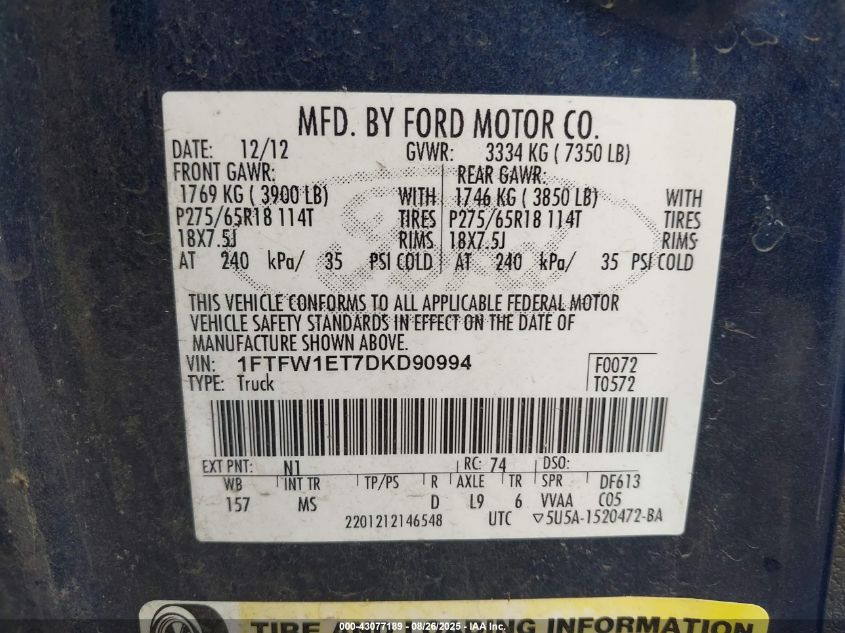 MFD. BY FORD MOTOR CO.
DATE: 12/12 GVWR: 3334 KG ( 7350 LB)
FRONT GAWR: REAR GAWR:
1769 KG ( 3900 LB) WITH 1746 KG ( 3850 LB) WITH
P275/65R18 114T TIRES P275/65R18 114T TIRES
18X7.5J RIMS 18X7.5J RIMS
AT 240 kPa/ 35 PSI COLD AT 240 kPa/ 35 PSI COLD
THIS VEHICLE CONFORMS TO ALL APPLICABLE FEDERAL MOTOR
VEHICLE SAFETY STANDARDS IN EFFECT ON THE DATE OF
MANUFACTURE SHOWN ABOVE.
VIN: 1FTFW1ET7DKD90994 F0072
TYPE: Truck T0572
EXT PNT: N1 RC: 74 DSO:
WB INT TR TP/PS R AXLE TR SPR DF613
157 MS D L9 6 VVAA C05
2201212146548 UTC ▽5U5A-1520472-BA
TIRE AND LOADING INFORMATION
000-43077189 - 08/26/2025 - IAA Inc.